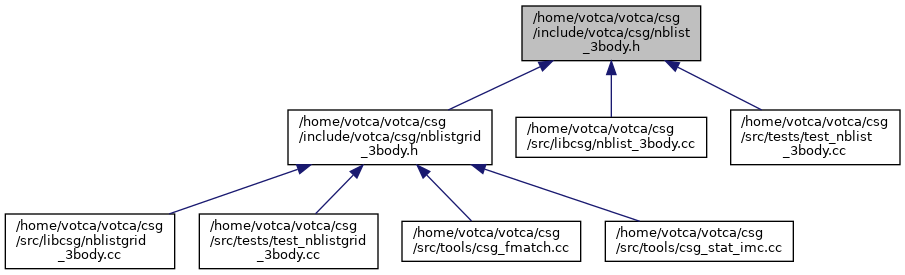 /home/votca/votca/csg
/include/votca/csg/nblist
_3body.h
/home/votca/votca/csg
/include/votca/csg/nblistgrid
_3body.h
/home/votca/votca/csg
/src/libcsg/nblist_3body.cc
/home/votca/votca/csg
/src/tests/test_nblist
_3body.cc
/home/votca/votca/csg
/src/libcsg/nblistgrid
_3body.cc
/home/votca/votca/csg
/src/tests/test_nblistgrid
_3body.cc
/home/votca/votca/csg
/src/tools/csg_fmatch.cc
/home/votca/votca/csg
/src/tools/csg_stat_imc.cc